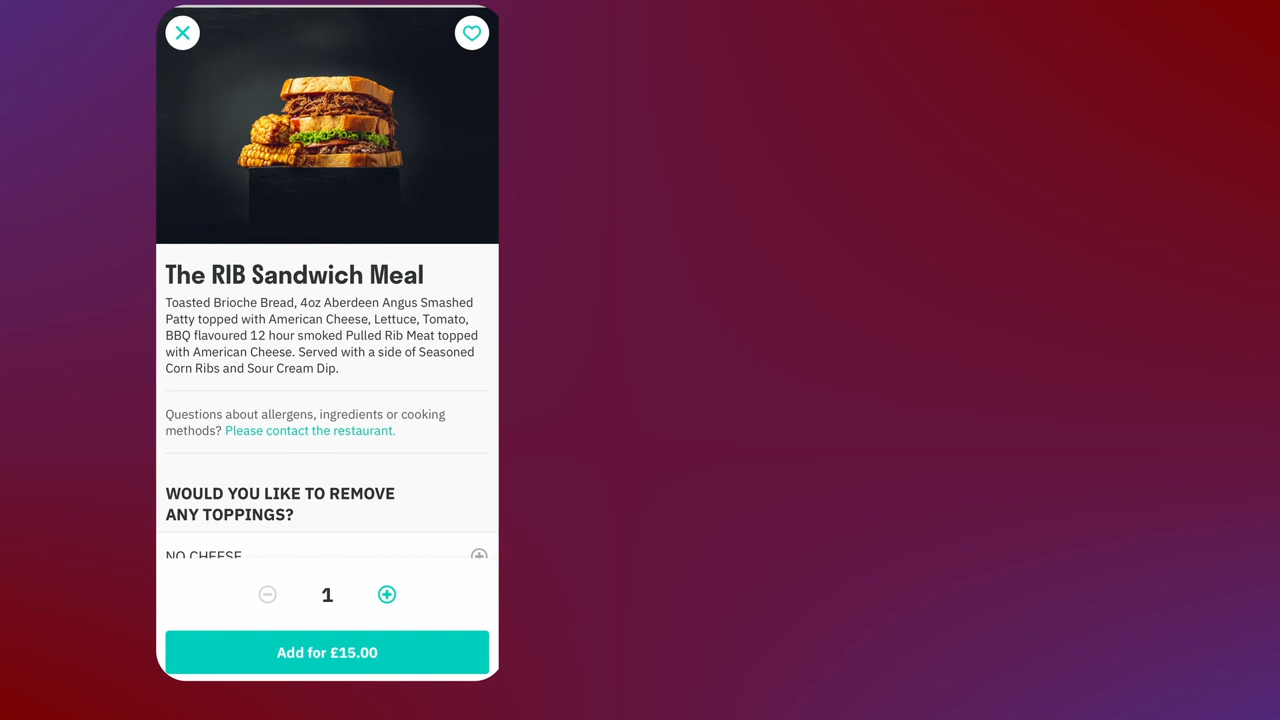 The RIB Sandwich Meal
Toasted Brioche Bread, 4oz Aberdeen Angus Smashed
Patty topped with American Cheese, Lettuce, Tomato,
BBQ flavoured 12 hour smoked Pulled Rib Meat topped
with American Cheese. Served with a side of Seasoned
Corn Ribs and Sour Cream Dip.
Questions about allergens, ingredients or cooking
methods? Please contact the restaurant.
WOULD YOU LIKE TO REMOVE
ANY TOPPINGS?
NO CHEESE
1
Add for £15.00